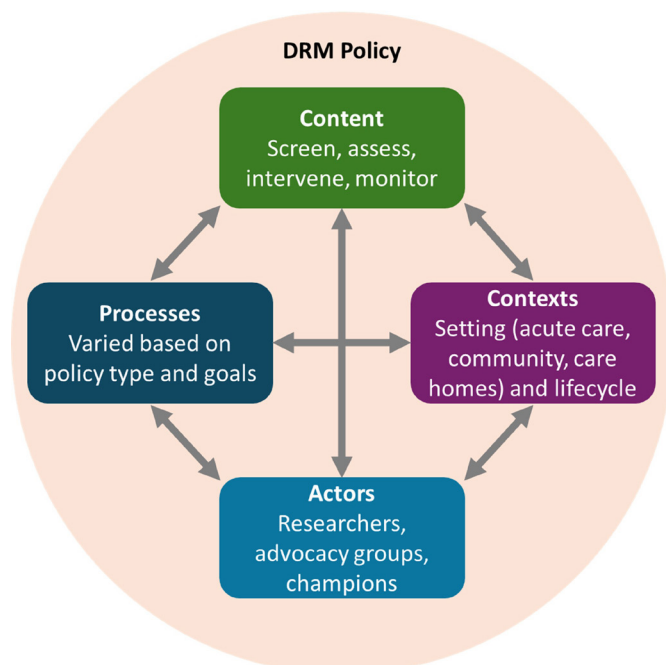 DRM Policy
Content
Screen, assess,
intervene, monitor
Processes
Varied based on
policy type and goals
Contexts
Setting (acute care,
community, care
homes) and lifecycle
Actors
Researchers,
advocacy groups,
champions